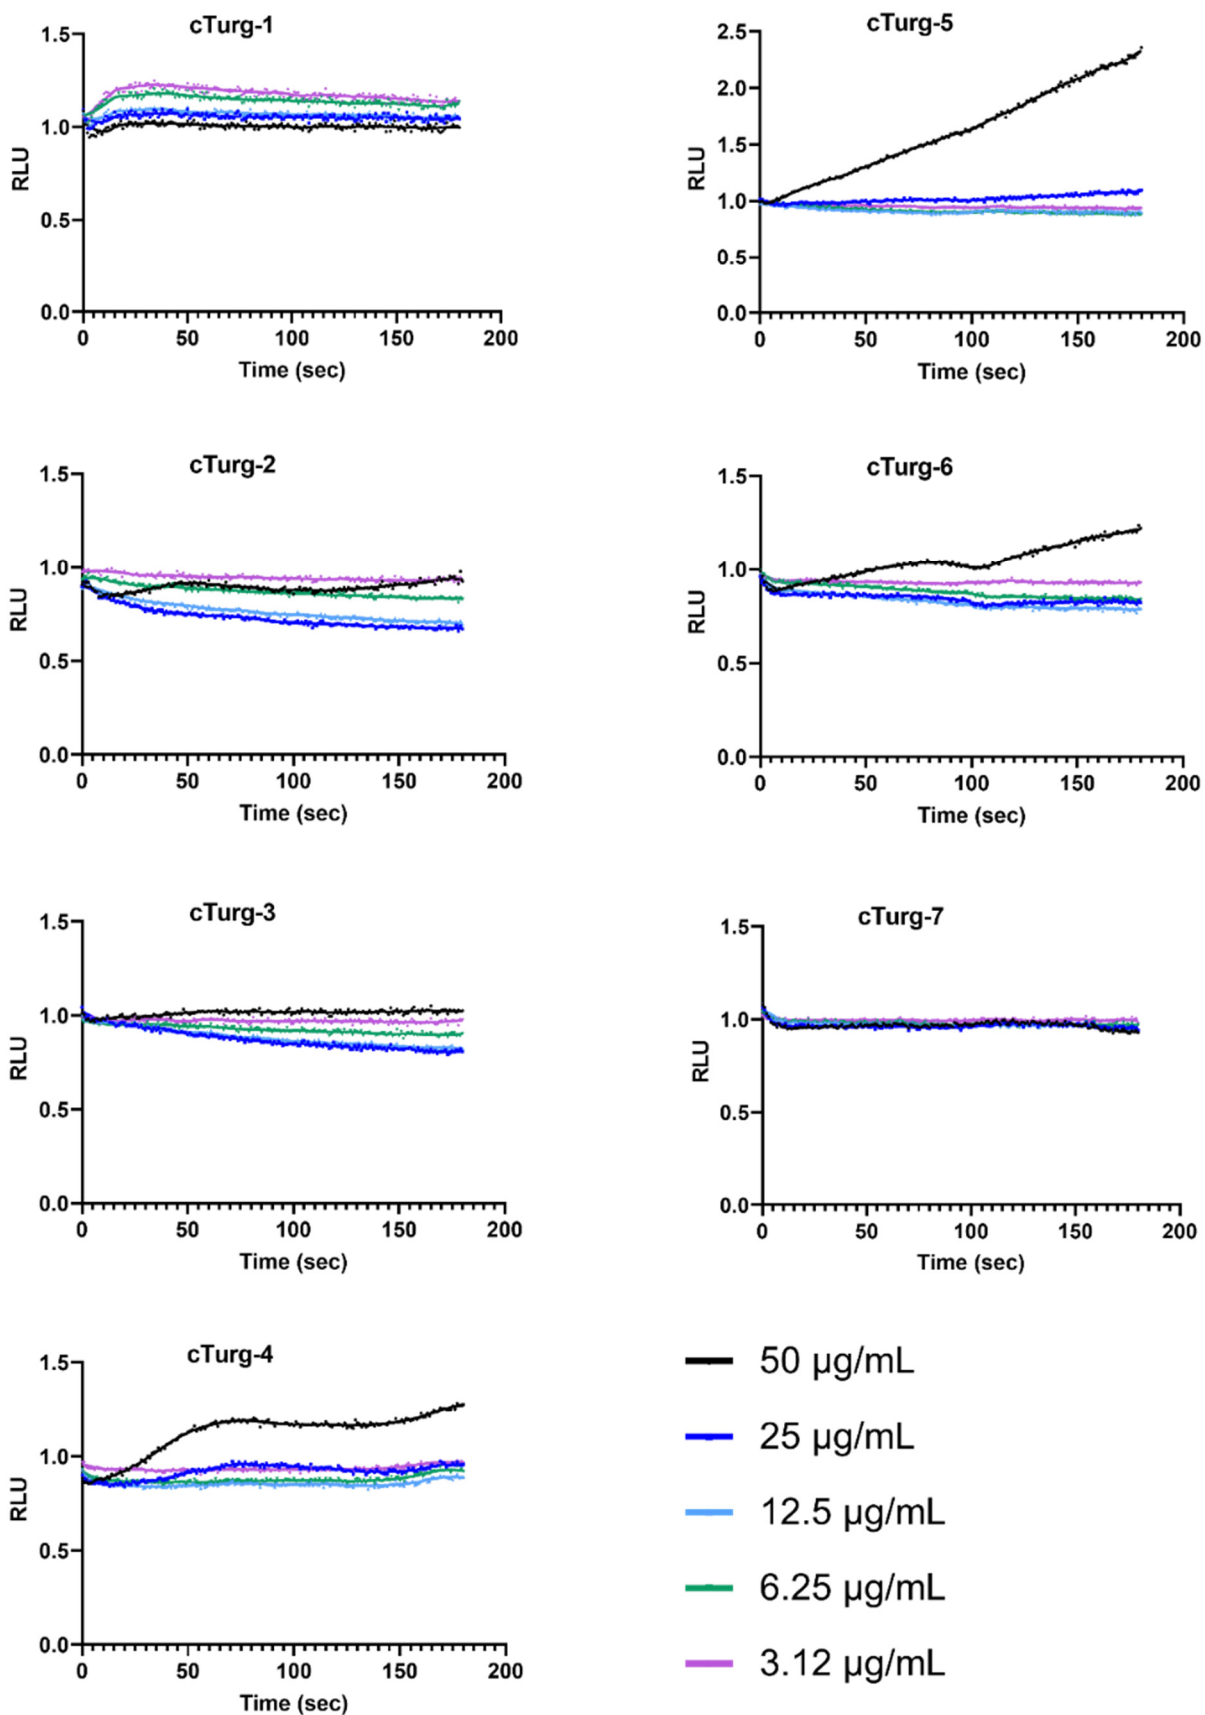 cTurg-1
1.5
1.0
0.5
0.0
RLU
0 50 100 150 200
Time (sec)
cTurg-5
2.5
2.0
1.5
1.0
0.5
0.0
RLU
0 50 100 150 200
Time (sec)
cTurg-2
1.5
1.0
0.5
0.0
RLU
0 50 100 150 200
Time (sec)
cTurg-6
1.5
1.0
0.5
0.0
RLU
0 50 100 150 200
Time (sec)
cTurg-3
1.5
1.0
0.5
0.0
RLU
0 50 100 150 200
Time (sec)
cTurg-7
1.5
1.0
0.5
0.0
RLU
0 50 100 150 200
Time (sec)
cTurg-4
1.5
1.0
0.5
0.0
RLU
0 50 100 150 200
Time (sec)
50 µg/mL
25 µg/mL
12.5 µg/mL
6.25 µg/mL
3.12 µg/mL